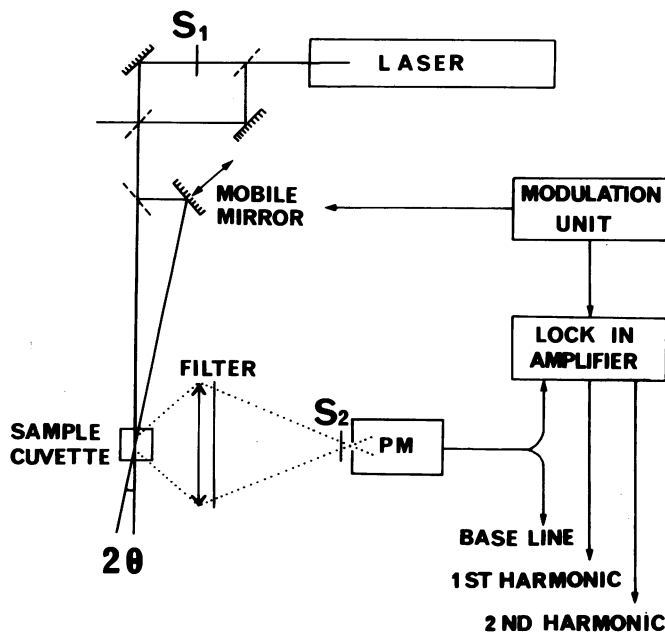 S1
LASER
MOBILE
MIRROR
MODULATION
UNIT
LOCK IN
AMPLIFIER
FILTER
S2
PM
SAMPLE
CUVETTE
2θ
BASE LINE
1ST HARMONIC
2ND HARMONIC